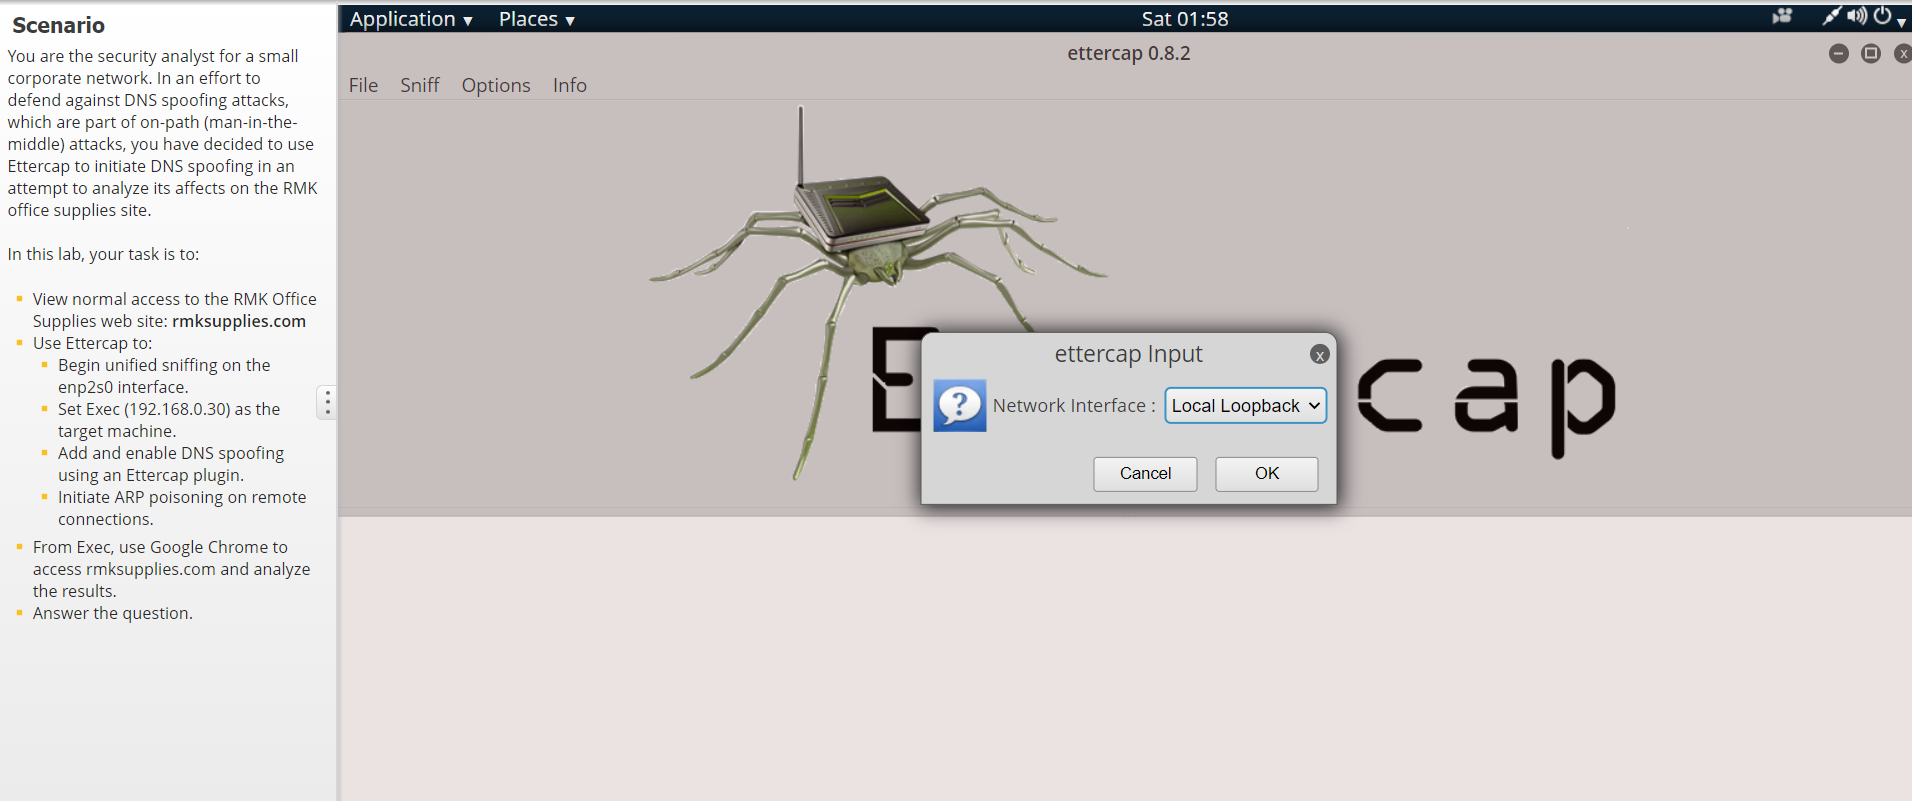 Scenario
You are the security analyst for a small
corporate network. In an effort to
defend against DNS spoofing attacks,
which are part of on-path (man-in-the-
middle) attacks, you have decided to use
Ettercap to initiate DNS spoofing in an
attempt to analyze its affects on the RMK
office supplies site.
In this lab, your task is to:
View normal access to the RMK Office
Supplies web site: rmksupplies.com
Use Ettercap to:
Begin unified sniffing on the
enp2s0 interface.
Set Exec (192.168.0.30) as the
target machine.
Add and enable DNS spoofing
using an Ettercap plugin.
Initiate ARP poisoning on remote
connections.
From Exec, use Google Chrome to
access rmksupplies.com and analyze
the results.
Answer the question.
Application ▾ Places ▾ Sat 01:58
ettercap 0.8.2
File Sniff Options Info
E cap
ettercap Input
Network Interface : Local Loopback
Cancel OK